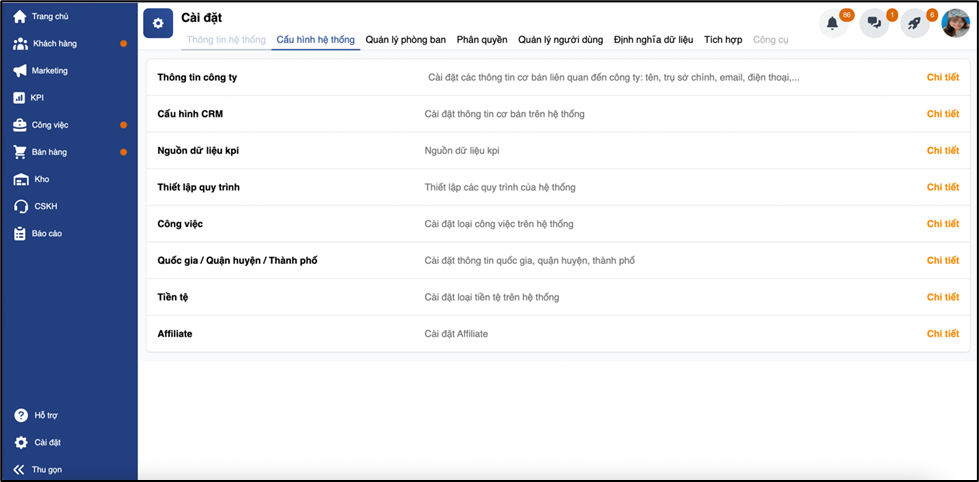 Trang chủ
Khách hàng
Marketing
KPI
Công việc
Bán hàng
Kho
CSKH
Báo cáo
Hỗ trợ
Cài đặt
Thu gọn
Cài đặt
86
1
6
Thông tin hệ thống Cấu hình hệ thống Quản lý phòng ban Phân quyền Quản lý người dùng Định nghĩa dữ liệu Tích hợp Công cụ
Thông tin công ty Cài đặt các thông tin cơ bản liên quan đến công ty: tên, trụ sở chính, email, điện thoại,... Chi tiết
Cấu hình CRM Cài đặt thông tin cơ bản trên hệ thống Chi tiết
Nguồn dữ liệu kpi Nguồn dữ liệu kpi Chi tiết
Thiết lập quy trình Thiết lập các quy trình của hệ thống Chi tiết
Công việc Cài đặt loại công việc trên hệ thống Chi tiết
Quốc gia / Quận huyện / Thành phố Cài đặt thông tin quốc gia, quận huyện, thành phố Chi tiết
Tiền tệ Cài đặt loại tiền tệ trên hệ thống Chi tiết
Affiliate Cài đặt Affiliate Chi tiết